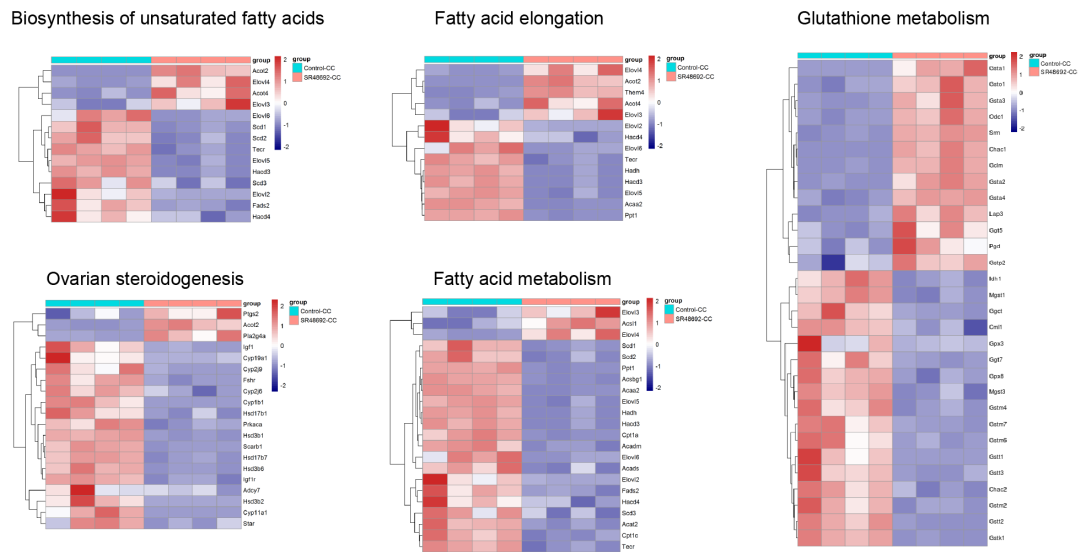 Biosynthesis of unsaturated fatty acids
group
Acot2
Elovl4
Acot4
Elovl3
Elovl6
Scd1
Scd2
Tecr
Elovl5
Hacd3
Scd3
Elovl2
Fads2
Hacd4
2
1
0
-1
-2
group
Control-CC
SR48692-CC
Fatty acid elongation
group
Elovl4
Acot2
Them4
Acot4
Elovl3
Elovl2
Hacd4
Elovl6
Tecr
Hadh
Hacd3
Elovl5
Acaa2
Ppt1
2
1
0
-1
-2
group
Control-CC
SR48692-CC
Glutathione metabolism
group
Gsta1
Gsto1
Gsta3
Odc1
Srm
Chac1
Gclm
Gsta2
Gsta4
Lap3
Ggt5
Pgd
Gstp2
Idh1
Mgst1
Ggct
Gpx3
Ggt7
Gpx8
Mgst3
Gstm4
Gstm7
Gstm6
Gstt1
Gstt3
Chac2
Gstm2
Gstt2
Gstk1
2
1
0
-1
-2
group
Control-CC
SR48692-CC
Ovarian steroidogenesis
group
Ptgs2
Acot2
Pla2g4a
Igf1
Cyp19a1
Cyp2j9
Fshr
Cyp2j6
Cyp1b1
Hsd17b1
Prkaca
Hsd3b1
Scarb1
Hsd17b7
Hsd3b6
Igf1r
Adcy7
Hsd3b2
Cyp11a1
Star
2
1
0
-1
-2
group
Control-CC
SR48692-CC
Fatty acid metabolism
group
Elovl3
Acsl1
Elovl4
Scd1
Scd2
Ppt1
Acsbg1
Acaa2
Elovl5
Hadh
Hacd3
Cpt1a
Acadm
Elovl6
Acads
Elovl2
Fads2
Hacd4
Scd3
Acat2
Cpt1c
Tecr
2
1
0
-1
-2
group
Control-CC
SR48692-CC